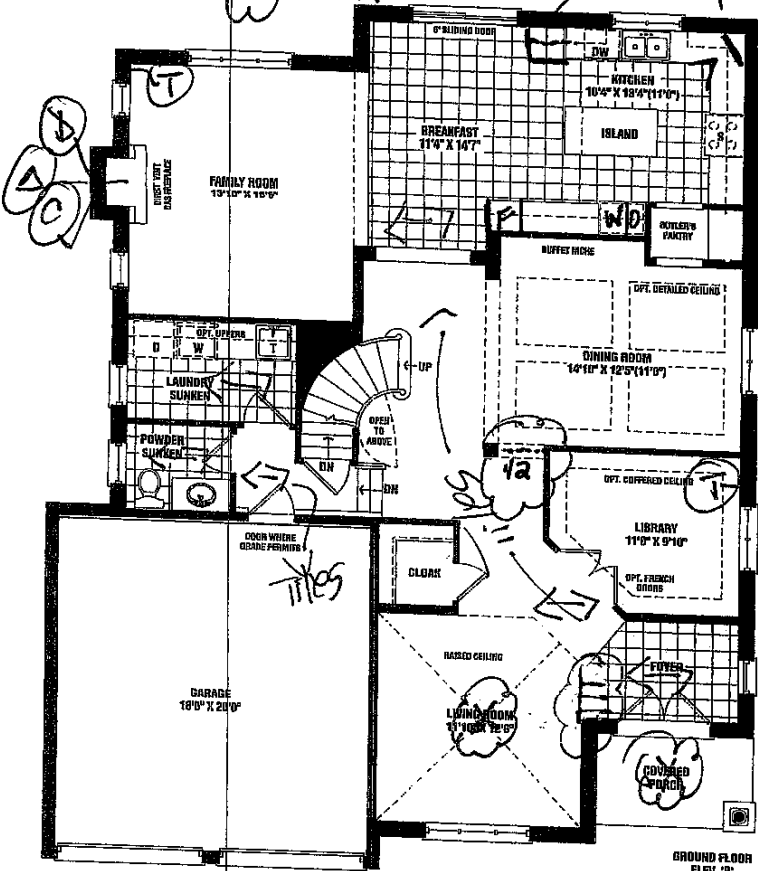 6' SLIDING DOOR
DW
KITCHEN
10'4" X 13'4"(11'0")
ISLAND
S
BREAKFAST
11'4" X 14'7"
T
D
C
DIRECT VENT
GAS FIREPLACE
FAMILY ROOM
F
W
D
BUTLER'S
PANTRY
BUFFET NICHE
OPT. DETAILED CEILING
DINING ROOM
14'10" X 12'5"(11'0")
OPT. UPPERS
D
W
T
LAUNDRY
SUNKEN
UP
OPEN
TO
ABOVE
POWDER
SUNKEN
DN
DN
42
OPT. COFFERED CEILING
T
LIBRARY
11'0" X 9'10"
OPT. FRENCH
DOORS
DOOR WHERE
GRADE PERMITS
Yes
CLOAK
RAISED CEILING
FOYER
GARAGE
18'0" X 20'0"
LIVING ROOM
11'10" X 12'6"
COVERED
PORCH
GROUND FLOOR